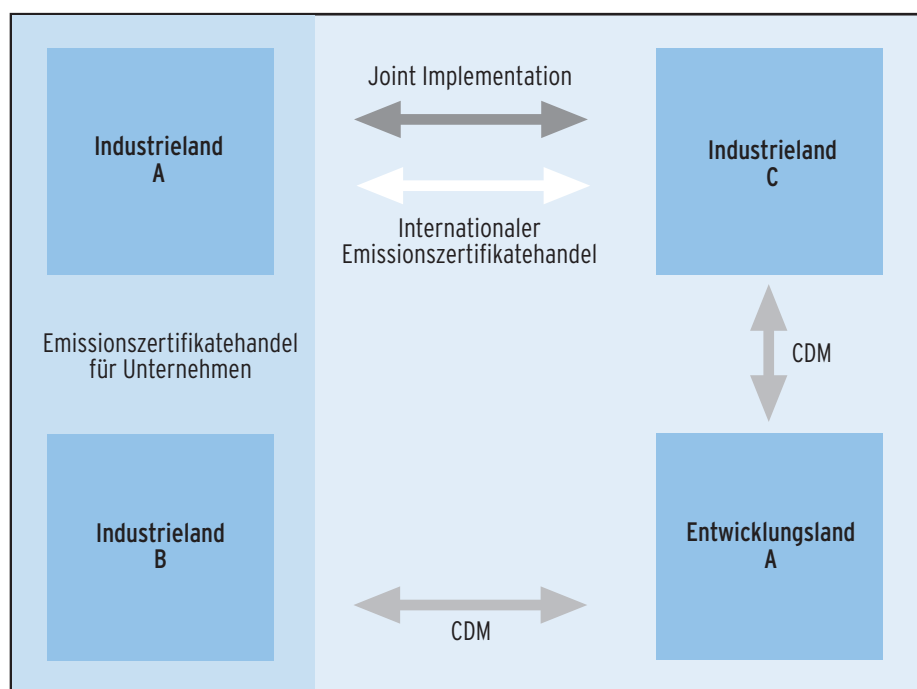 Industrieland
A
Joint Implementation
Internationaler
Emissionszertifikatehandel
Industrieland
C
Emissionszertifikatehandel
für Unternehmen
CDM
Industrieland
B
CDM
Entwicklungsland
A